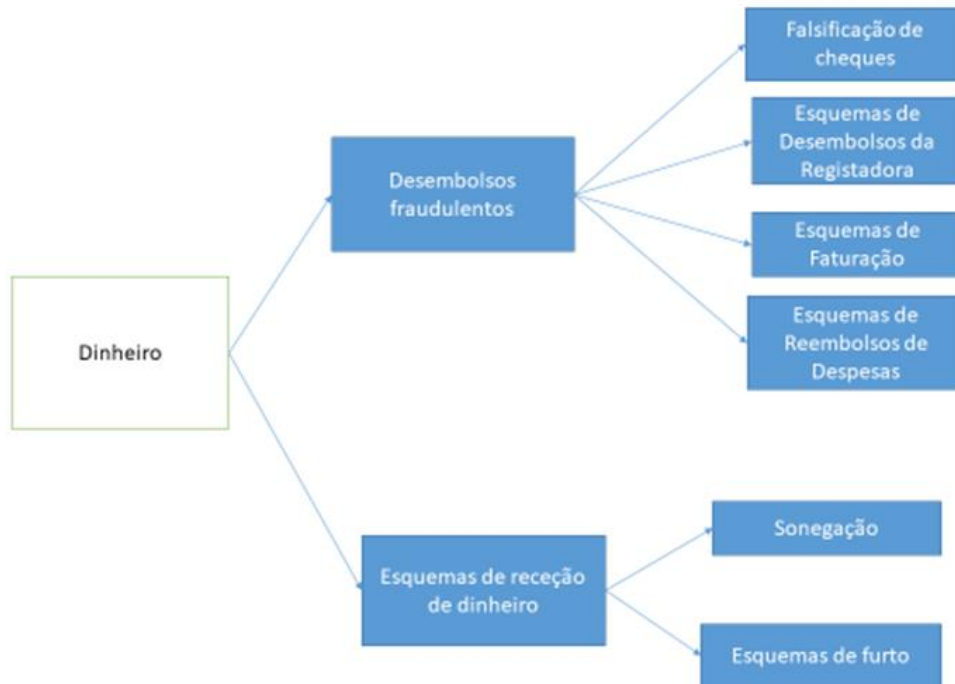 Dinheiro
Desembolsos
fraudulentos
Falsificação de
cheques
Esquemas de
Desembolsos da
Registadora
Esquemas de
Faturação
Esquemas de
Reembolsos de
Despesas
Esquemas de receção
de dinheiro
Sonegação
Esquemas de furto